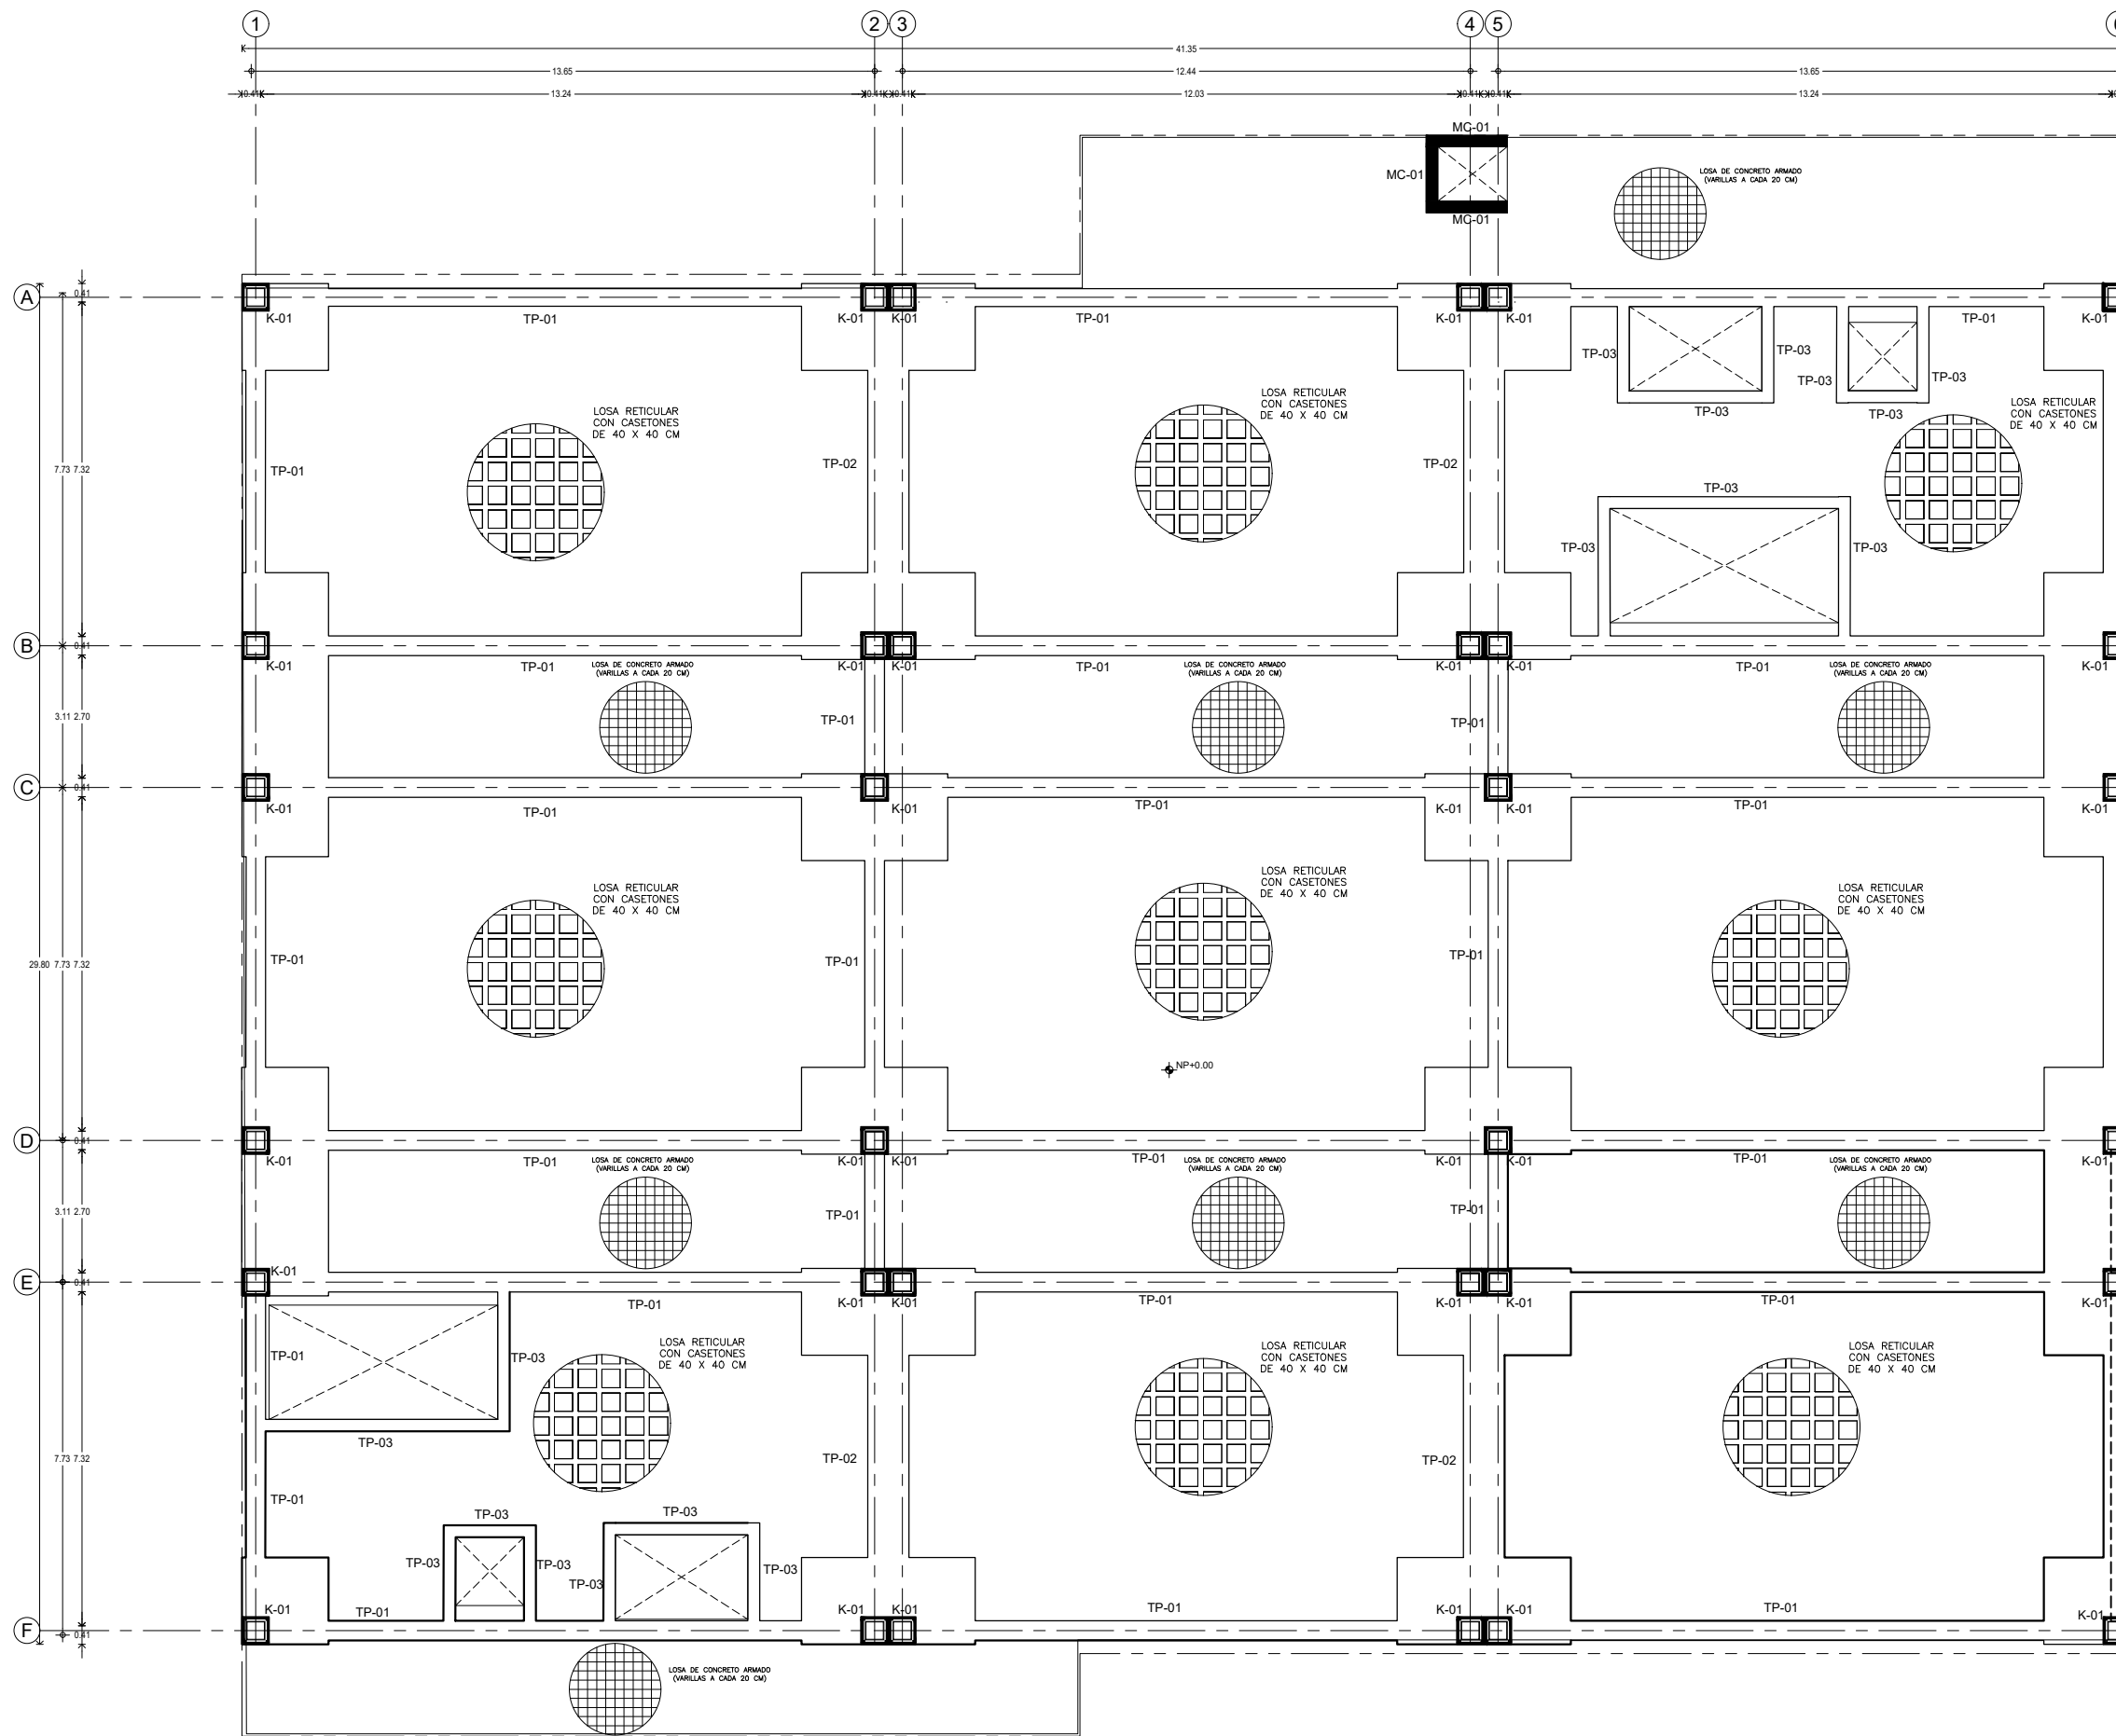 1
2
3
4
5
41.35
13.65
12.44
13.65
0.41
13.24
0.41
0.41
12.03
0.41
0.41
13.24
MC-01
MC-01
MC-01
LOSA DE CONCRETO ARMADO
(VARILLAS A CADA 20 CM)
A
0.41
K-01
TP-01
K-01
K-01
TP-01
K-01
K-01
TP-01
K-01
TP-03
TP-03
TP-03
TP-03
TP-03
TP-03
LOSA RETICULAR
CON CASETONES
DE 40 X 40 CM
LOSA RETICULAR
CON CASETONES
DE 40 X 40 CM
LOSA RETICULAR
CON CASETONES
DE 40 X 40 CM
7.73
7.32
TP-01
TP-02
TP-02
TP-03
TP-03
TP-03
B
0.41
K-01
TP-01
LOSA DE CONCRETO ARMADO
(VARILLAS A CADA 20 CM)
K-01
K-01
TP-01
LOSA DE CONCRETO ARMADO
(VARILLAS A CADA 20 CM)
K-01
K-01
TP-01
LOSA DE CONCRETO ARMADO
(VARILLAS A CADA 20 CM)
K-01
3.11
2.70
TP-01
TP-01
C
0.41
K-01
TP-01
K-01
K-01
TP-01
K-01
K-01
TP-01
K-01
LOSA RETICULAR
CON CASETONES
DE 40 X 40 CM
LOSA RETICULAR
CON CASETONES
DE 40 X 40 CM
LOSA RETICULAR
CON CASETONES
DE 40 X 40 CM
29.80
7.73
7.32
TP-01
TP-01
TP-01
NP+0.00
D
0.41
K-01
TP-01
LOSA DE CONCRETO ARMADO
(VARILLAS A CADA 20 CM)
K-01
K-01
TP-01
LOSA DE CONCRETO ARMADO
(VARILLAS A CADA 20 CM)
K-01
K-01
TP-01
LOSA DE CONCRETO ARMADO
(VARILLAS A CADA 20 CM)
K-01
3.11
2.70
TP-01
TP-01
E
0.41
K-01
TP-01
K-01
K-01
TP-01
K-01
K-01
TP-01
K-01
TP-01
TP-03
LOSA RETICULAR
CON CASETONES
DE 40 X 40 CM
LOSA RETICULAR
CON CASETONES
DE 40 X 40 CM
LOSA RETICULAR
CON CASETONES
DE 40 X 40 CM
TP-03
7.73
7.32
TP-02
TP-02
TP-01
TP-03
TP-03
TP-03
TP-03
TP-03
TP-03
F
0.41
K-01
TP-01
K-01
K-01
TP-01
K-01
K-01
TP-01
K-01
LOSA DE CONCRETO ARMADO
(VARILLAS A CADA 20 CM)